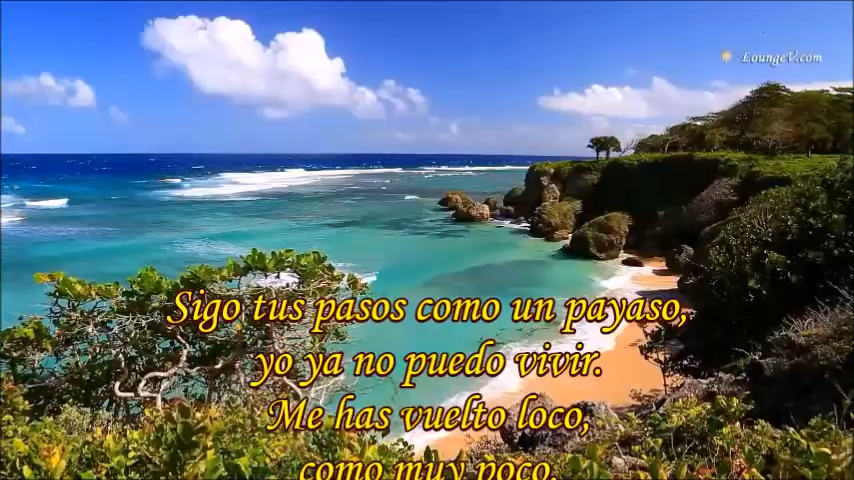 LoungeV.com
Sigo tus pasos como un payaso,
yo ya no puedo vivir.
Me has vuelto loco,
como muy poco,